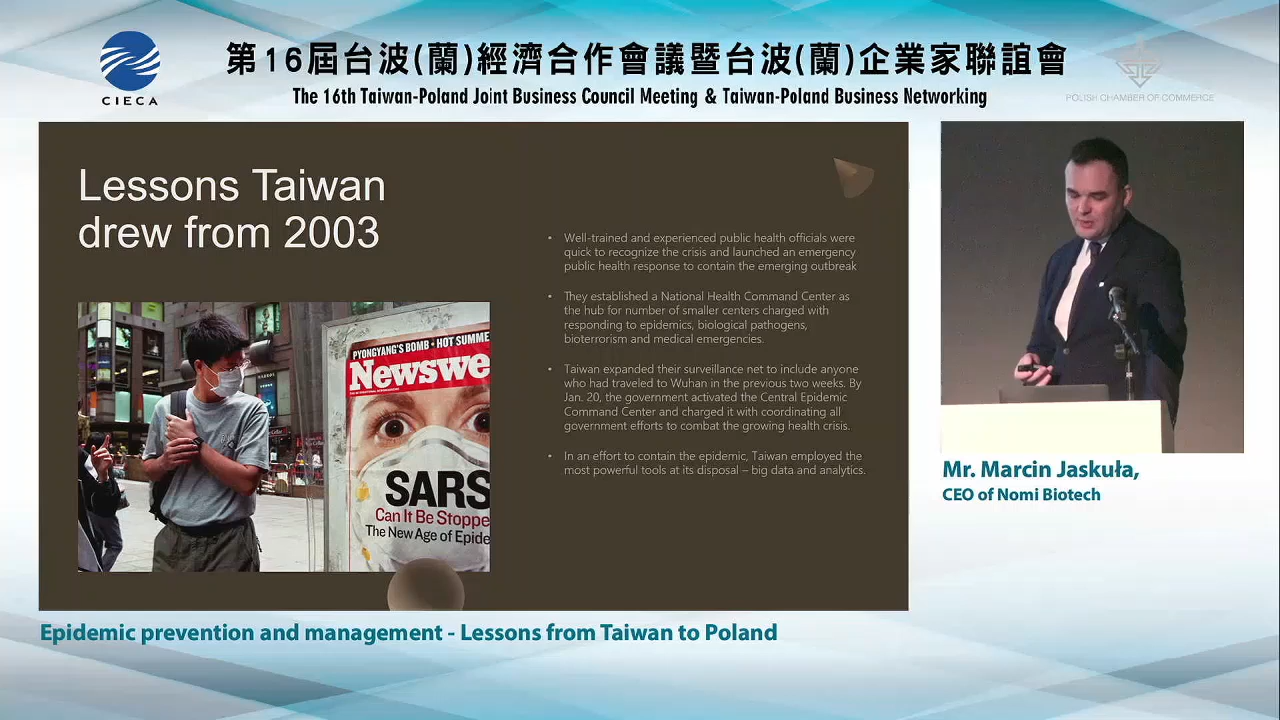 CIECA
第16屆台波(蘭)經濟合作會議暨台波(蘭)企業家聯誼會
The 16th Taiwan-Poland Joint Business Council Meeting & Taiwan-Poland Business Networking
POLISH CHAMBER OF COMMERCE
Lessons Taiwan
drew from 2003
• Well-trained and experienced public health officials were
quick to recognize the crisis and launched an emergency
public health response to contain the emerging outbreak
• They established a National Health Command Center as
the hub for number of smaller centers charged with
responding to epidemics, biological pathogens,
bioterrorism and medical emergencies.
• Taiwan expanded their surveillance net to include anyone
who had traveled to Wuhan in the previous two weeks. By
Jan. 20, the government activated the Central Epidemic
Command Center and charged it with coordinating all
government efforts to combat the growing health crisis.
• In an effort to contain the epidemic, Taiwan employed the
most powerful tools at its disposal – big data and analytics.
PYONGYANG'S BOMB • HOT SUMME
Newswe
SARS
Can It Be Stoppe
The New Age of Epide
Mr. Marcin Jaskuła,
CEO of Nomi Biotech
Epidemic prevention and management - Lessons from Taiwan to Poland